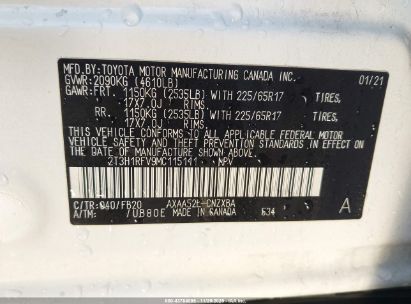 MFD.BY: TOYOTA MOTOR MANUFACTURING CANADA INC.
GVWR: 2090KG (4610LB) 01/21
GAWR: FRT 1150KG (2535LB) WITH 225/65R17 TIRES,
17X7.0J RIMS,
RR 1150KG (2535LB) WITH 225/65R17 TIRES,
17X7.0J RIMS,
THIS VEHICLE CONFORMS TO ALL APPLICABLE FEDERAL MOTOR
VEHICLE SAFETY AND THEFT PREVENTION STANDARDS IN EFFECT
ON THE DATE OF MANUFACTURE SHOWN ABOVE.
2T3H1RFV9MC115141 MPV
C/TR: 040/FB20 AXAA52L-CNZXBA A
A/TM: /UB80E MADE IN CANADA 634